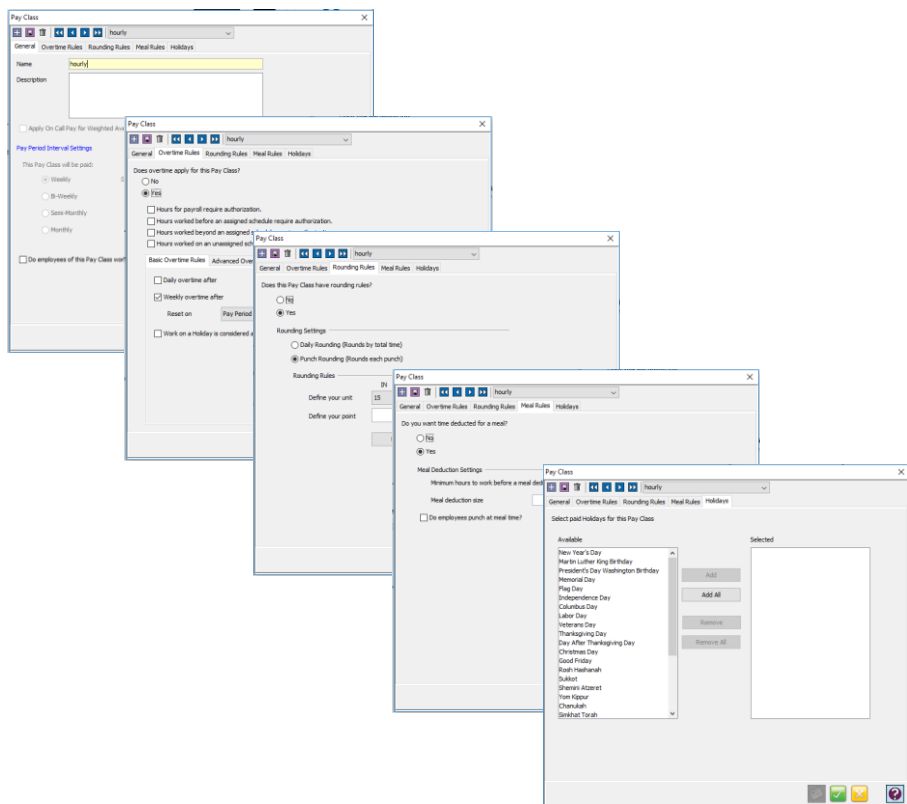 Pay Class
hourly
General Overtime Rules Rounding Rules Meal Rules Holidays
Name hourly
Description
Apply On Call Pay for Weighted
Pay Period Interval Settings
This Pay Class will be paid:
Weekly
Bi-Weekly
Semi-Monthly
Monthly
Do employees of this Pay Class
Pay Class
hourly
General Overtime Rules Rounding Rules Meal Rules Holidays
Does overtime apply for this Pay Class?
No
Yes
Hours for payroll require authorization.
Hours worked before an assigned schedule require authorization.
Hours worked beyond an assigned
Hours worked on an unassigned
Basic Overtime Rules Advanced
Daily overtime after
Weekly overtime after
Reset on Pay Period
Work on a Holiday is considered
Pay Class
hourly
General Overtime Rules Rounding Rules Meal Rules Holidays
Does this Pay Class have rounding rules?
No
Yes
Rounding Settings
Daily Rounding (Rounds by total time)
Punch Rounding (Rounds each punch)
Rounding Rules
IN
Define your unit 15
Define your point
Pay Class
hourly
General Overtime Rules Rounding Rules Meal Rules Holidays
Do you want time deducted for a meal?
No
Yes
Meal Deduction Settings
Minimum hours to work before a meal
Meal deduction size
Do employees punch at meal time?
Pay Class
hourly
General Overtime Rules Rounding Rules Meal Rules Holidays
Select paid Holidays for this Pay Class
Available Selected
New Year's Day
Martin Luther King Birthday
President's Day Washington Birthday
Memorial Day
Flag Day
Independence Day
Columbus Day
Labor Day
Veterans Day
Thanksgiving Day
Day After Thanksgiving Day
Christmas Day
Good Friday
Rosh Hashanah
Sukkot
Shemini Atzeret
Yom Kippur
Chanukah
Simkhat Torah
Add
Add All
Remove
Remove All